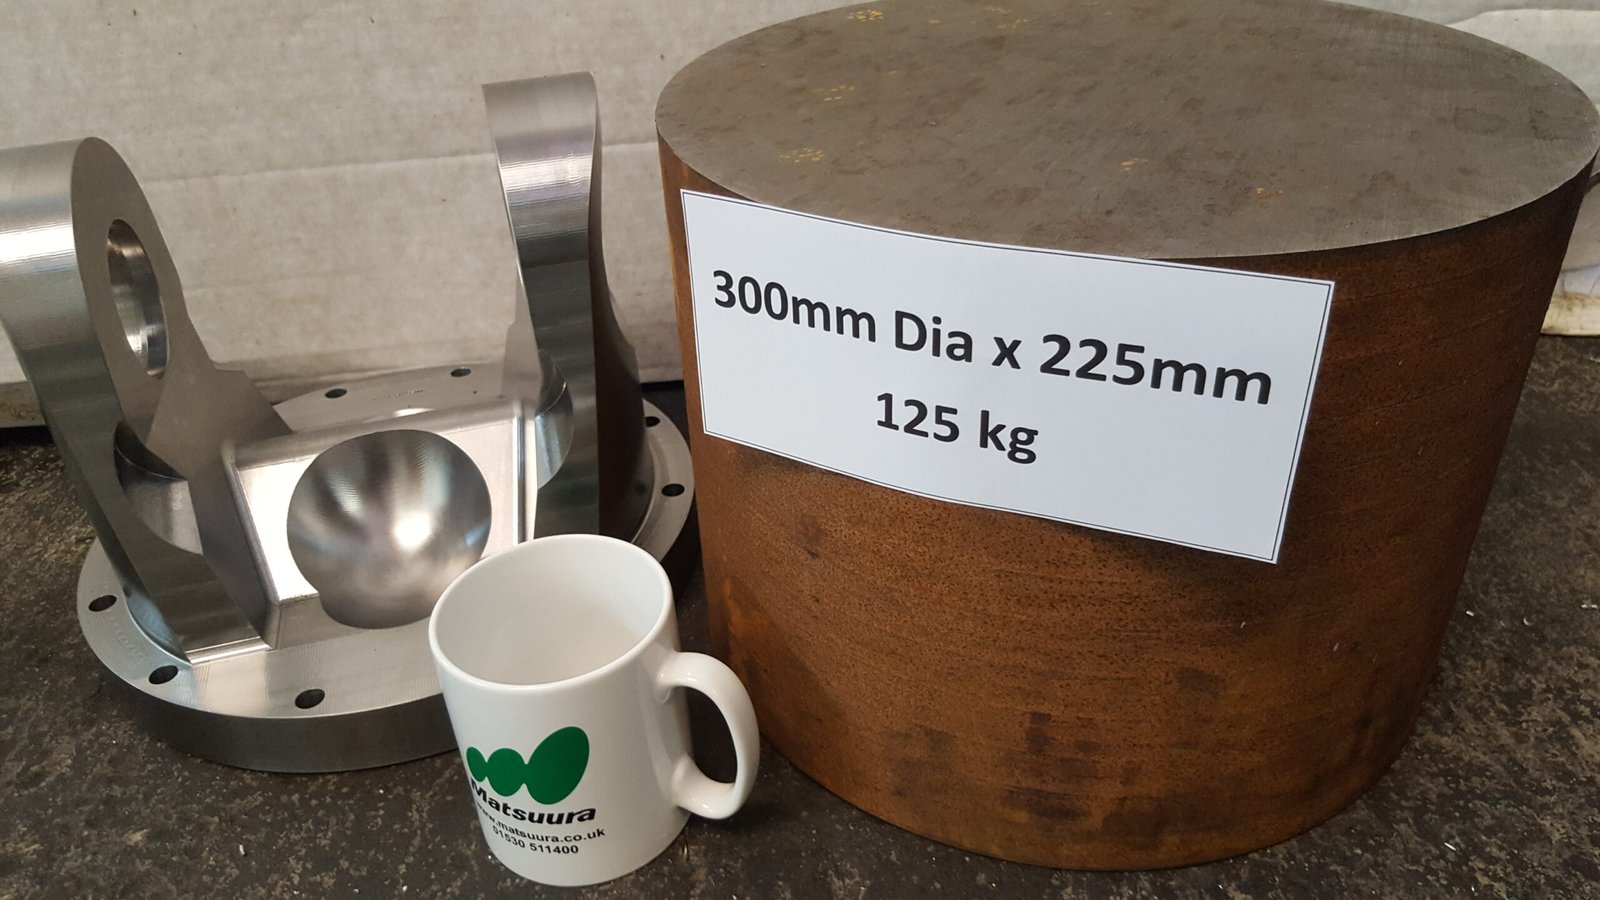 300mm Dia x 225mm
125 kg
Matsuura
www.matsuura.co.uk
01530 511400